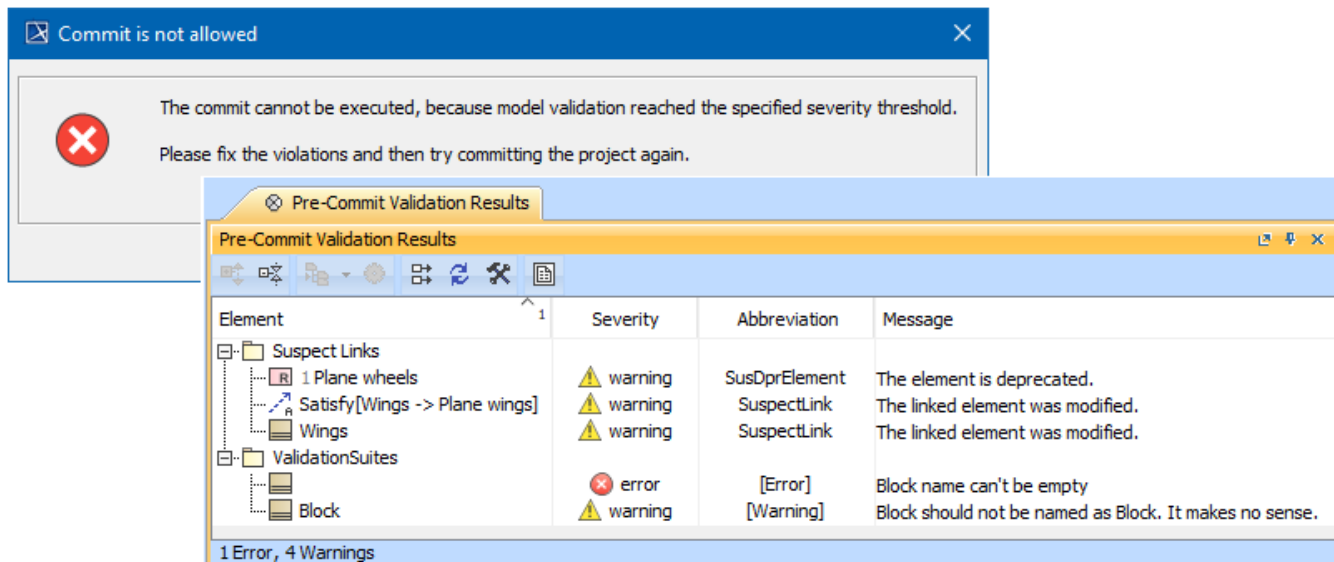 Commit is not allowed
The commit cannot be executed, because model validation reached the specified severity threshold.
Please fix the violations and then try committing the project again.
Pre-Commit Validation Results
Pre-Commit Validation Results
Element 1 Severity Abbreviation Message
Suspect Links
R 1 Plane wheels warning SusDprElement The element is deprecated.
A Satisfy[Wings -> Plane wings] warning SuspectLink The linked element was modified.
Wings warning SuspectLink The linked element was modified.
ValidationSuites
error [Error] Block name can't be empty
Block warning [Warning] Block should not be named as Block. It makes no sense.
1 Error, 4 Warnings